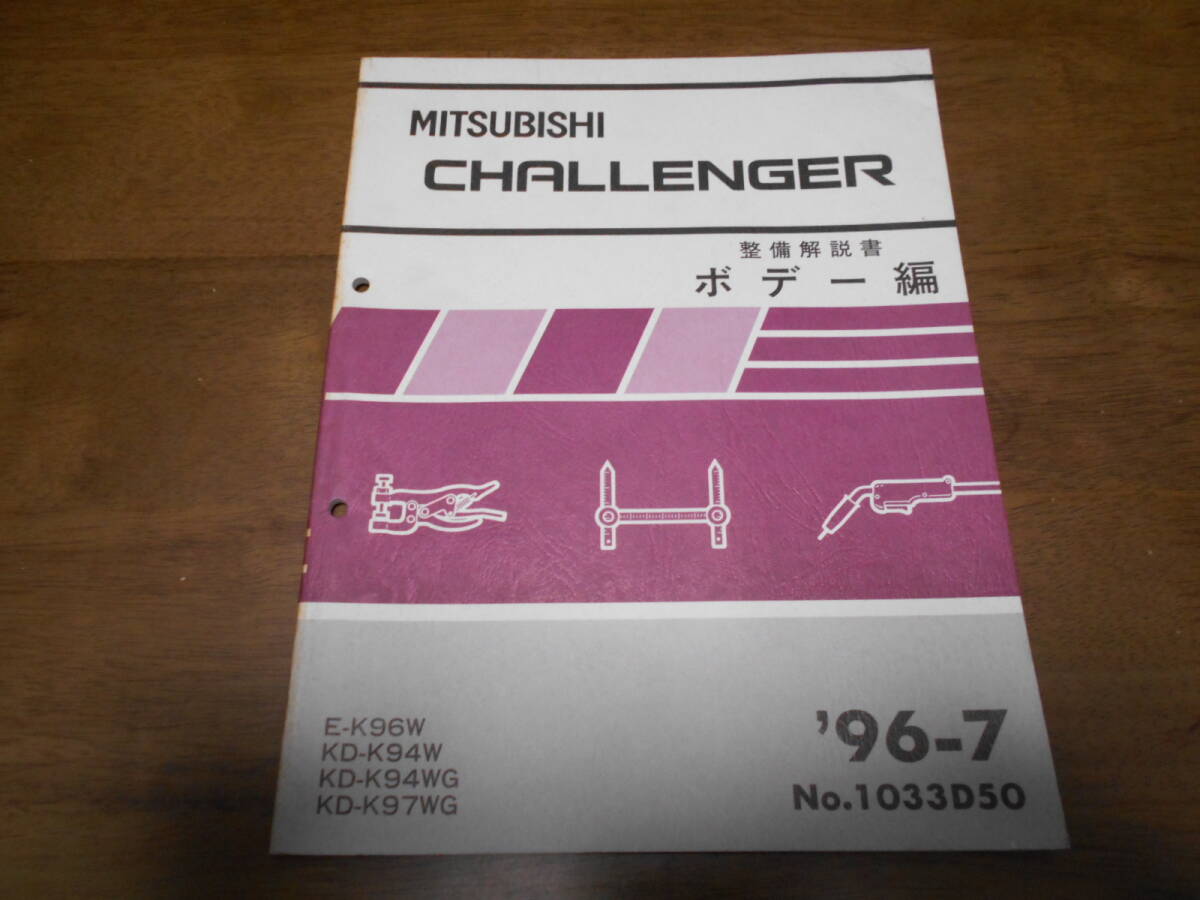 MITSUBISHI
CHALLENGER
整備解説書
ボデー編
E-K96W
KD-K94W
KD-K94WG
KD-K97WG
'96-7
No.1033D50